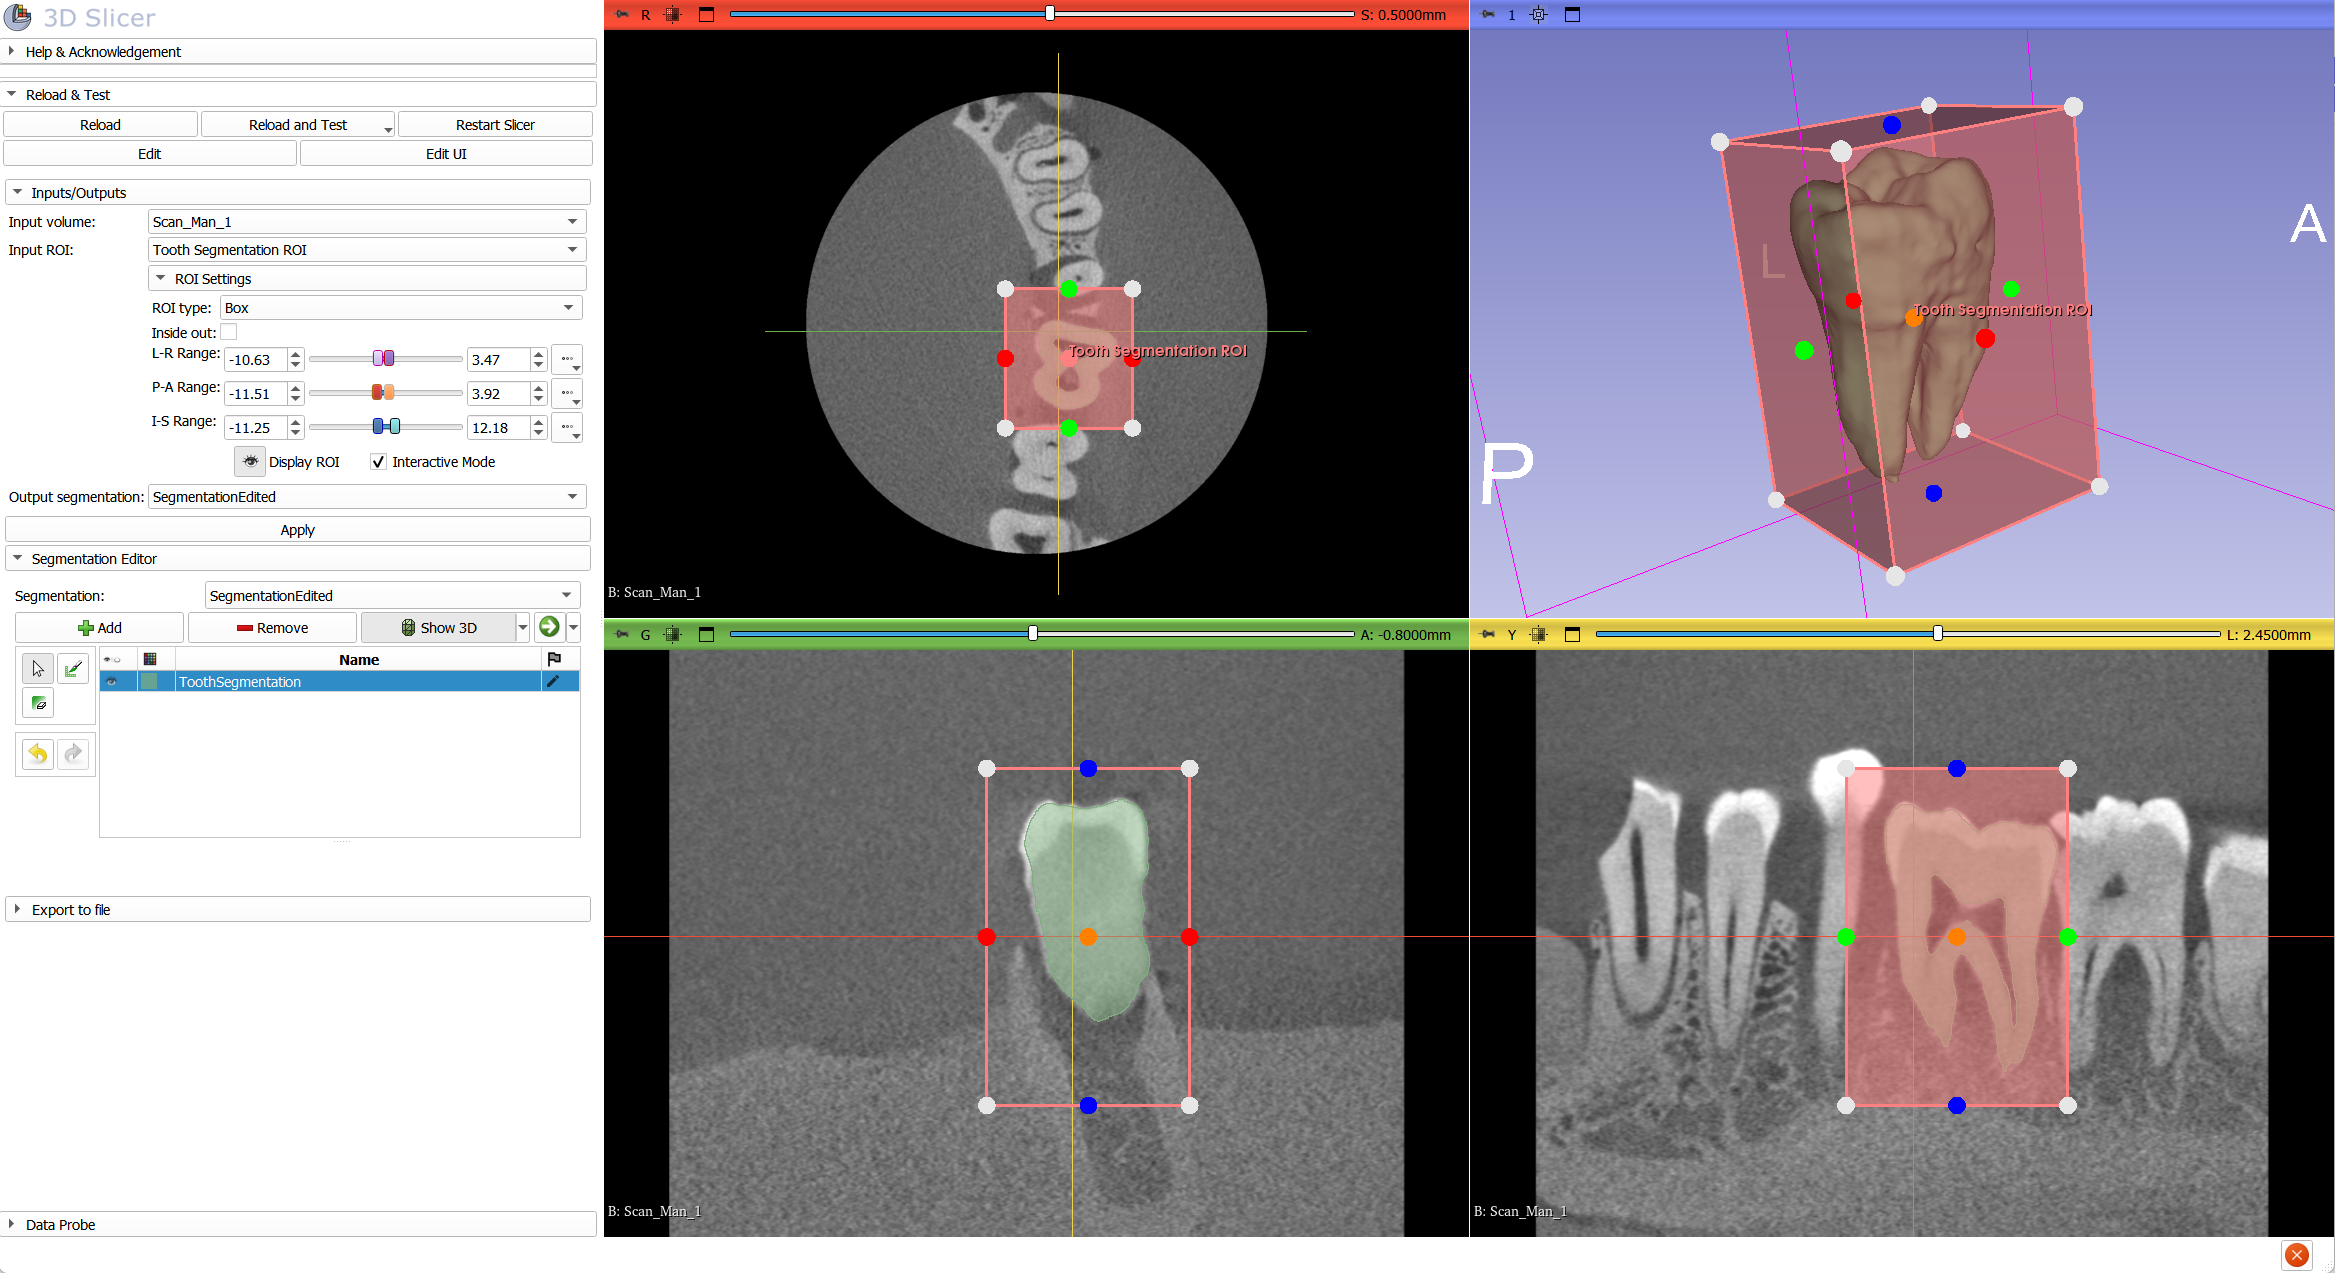 3D Slicer
Help & Acknowledgement
Reload & Test
Reload
Reload and Test
Restart Slicer
Edit
Edit UI
Inputs/Outputs
Input volume:
Scan_Man_1
Input ROI:
Tooth Segmentation ROI
ROI Settings
ROI type:
Box
Inside out:
L-R Range:
-10.63
3.47
P-A Range:
-11.51
3.92
I-S Range:
-11.25
12.18
Display ROI
Interactive Mode
Output segmentation:
SegmentationEdited
Apply
Segmentation Editor
Segmentation:
SegmentationEdited
Add
Remove
Show 3D
Name
ToothSegmentation
Export to file
Data Probe
R
S: 0.5000mm
Tooth Segmentation ROI
B: Scan_Man_1
1
A
L
P
Tooth Segmentation ROI
G
A: -0.8000mm
B: Scan_Man_1
Y
L: 2.4500mm
B: Scan_Man_1